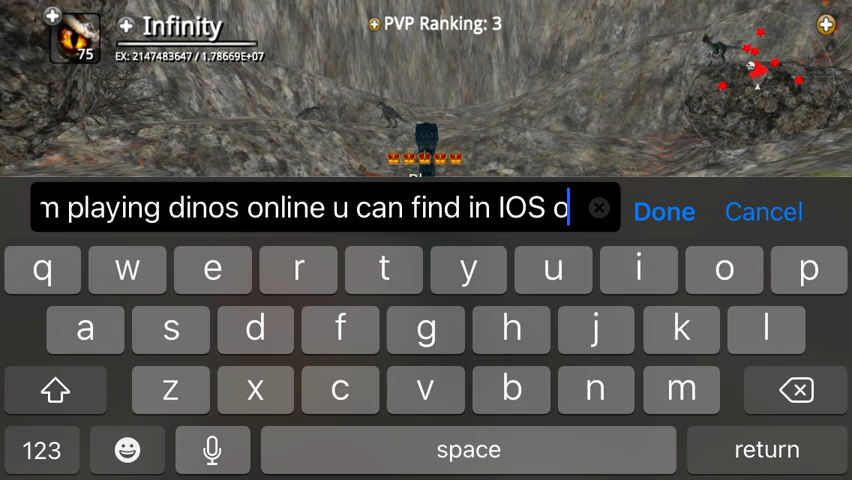 Infinity
75
EX: 2147483647 / 1.78669E+07
PVP Ranking: 3
m playing dinos online u can find in IOS o
Done
Cancel
q w e r t y u i o p
a s d f g h j k l
z x c v b n m
123 space return